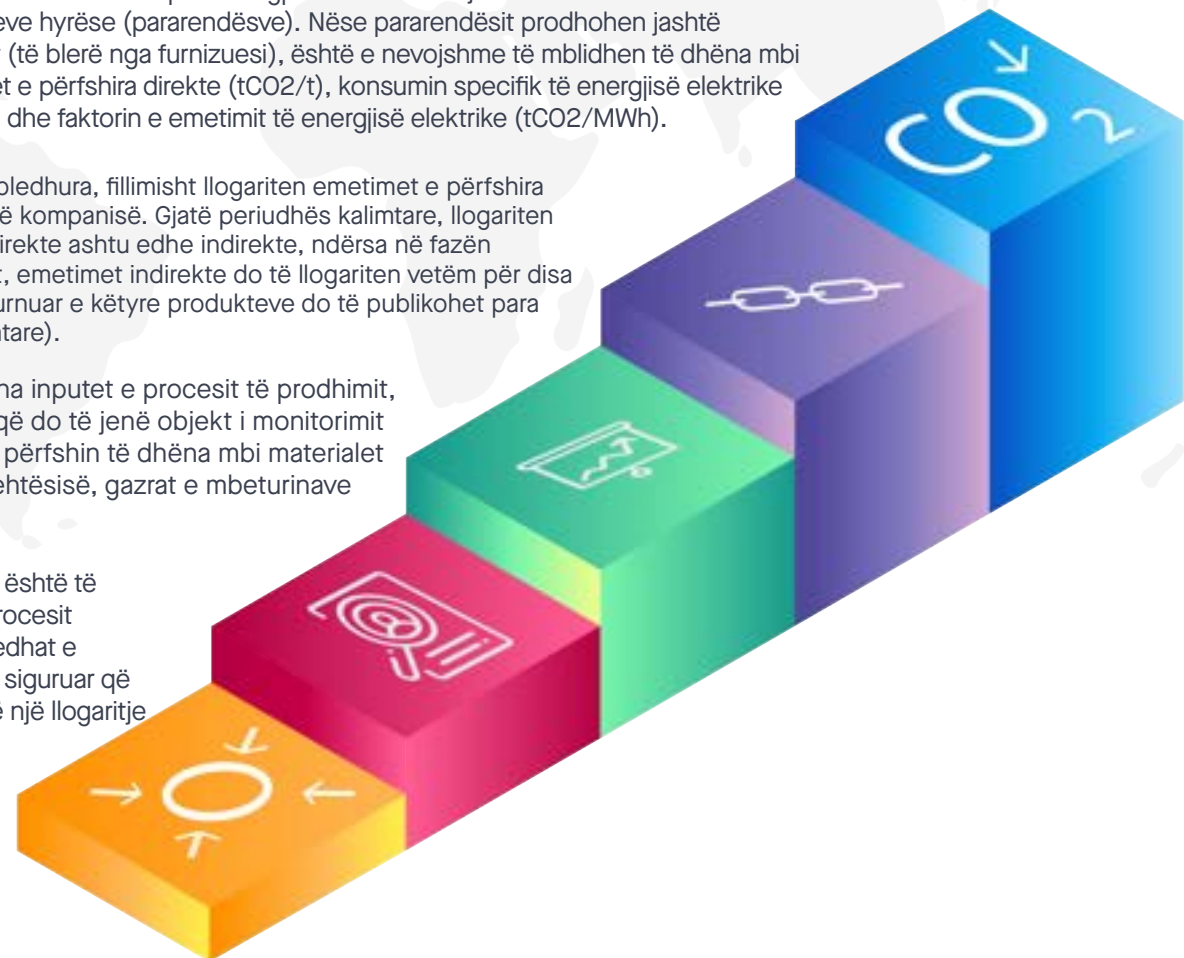 eve hyrëse (pararendësve). Nëse pararendësit prodhohen jashtë
(të blerë nga furnizuesi), është e nevojshme të mblidhen të dhëna mbi
et e përfshira direkte (tCO2/t), konsumin specifik të energjisë elektrike
dhe faktorin e emetimit të energjisë elektrike (tCO2/MWh).
oledhura, fillimisht llogariten emetimet e përfshira
ë kompanisë. Gjatë periudhës kalimtare, llogariten
direkte ashtu edhe indirekte, ndërsa në fazën
t, emetimet indirekte do të llogariten vetëm për disa
urnuar e këtyre produkteve do të publikohet para
ntare).
na inputet e procesit të prodhimit,
që do të jenë objekt i monitorimit
përfshin të dhëna mbi materialet
ehtësisë, gazrat e mbeturinave
është të
rocesit
edhat e
siguruar që
ë një llogaritje
CO2